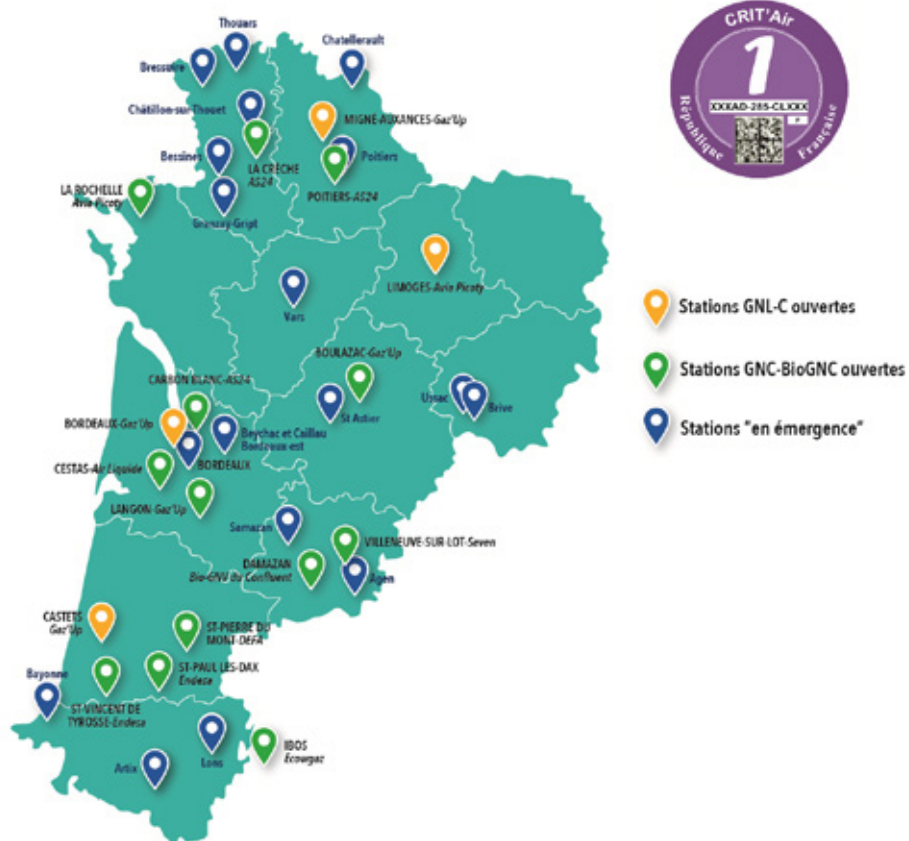 Thouars
Bressuire
Chatellerault
Châtillon-sur-Thouet
MIGNE-AUXANCES-Gaz'Up
Bessines
LA CRÈCHE
AS24
Poitiers
POITIERS-AS24
LA ROCHELLE
Avia Picoty
Granzay-Gript
LIMOGES-Avia Picoty
Vars
BOULAZAC-Gaz'Up
CARBON BLANC-AS24
Ussac
Brive
St Astier
BORDEAUX-Gaz'Up
Beychac et Caillau
Bordeaux-est
BORDEAUX
CESTAS-Air Liquide
LANGON-Gaz'Up
Samazan
VILLENEUVE-SUR-LOT-Seven
DAMAZAN
Bio-GNV du Confluent
Agen
CASTETS
Gaz'Up
ST-PIERRE DU
MONT-DEFA
ST-PAUL LES-DAX
Endesa
Bayonne
ST-VINCENT DE
TYROSSE-Endesa
IBOS
Ecowgaz
Lons
Artix
CRIT'Air
1
XXXAD-285-CLXXX
P
République
Française
Stations GNL-C ouvertes
Stations GNC-BioGNC ouvertes
Stations "en émergence"